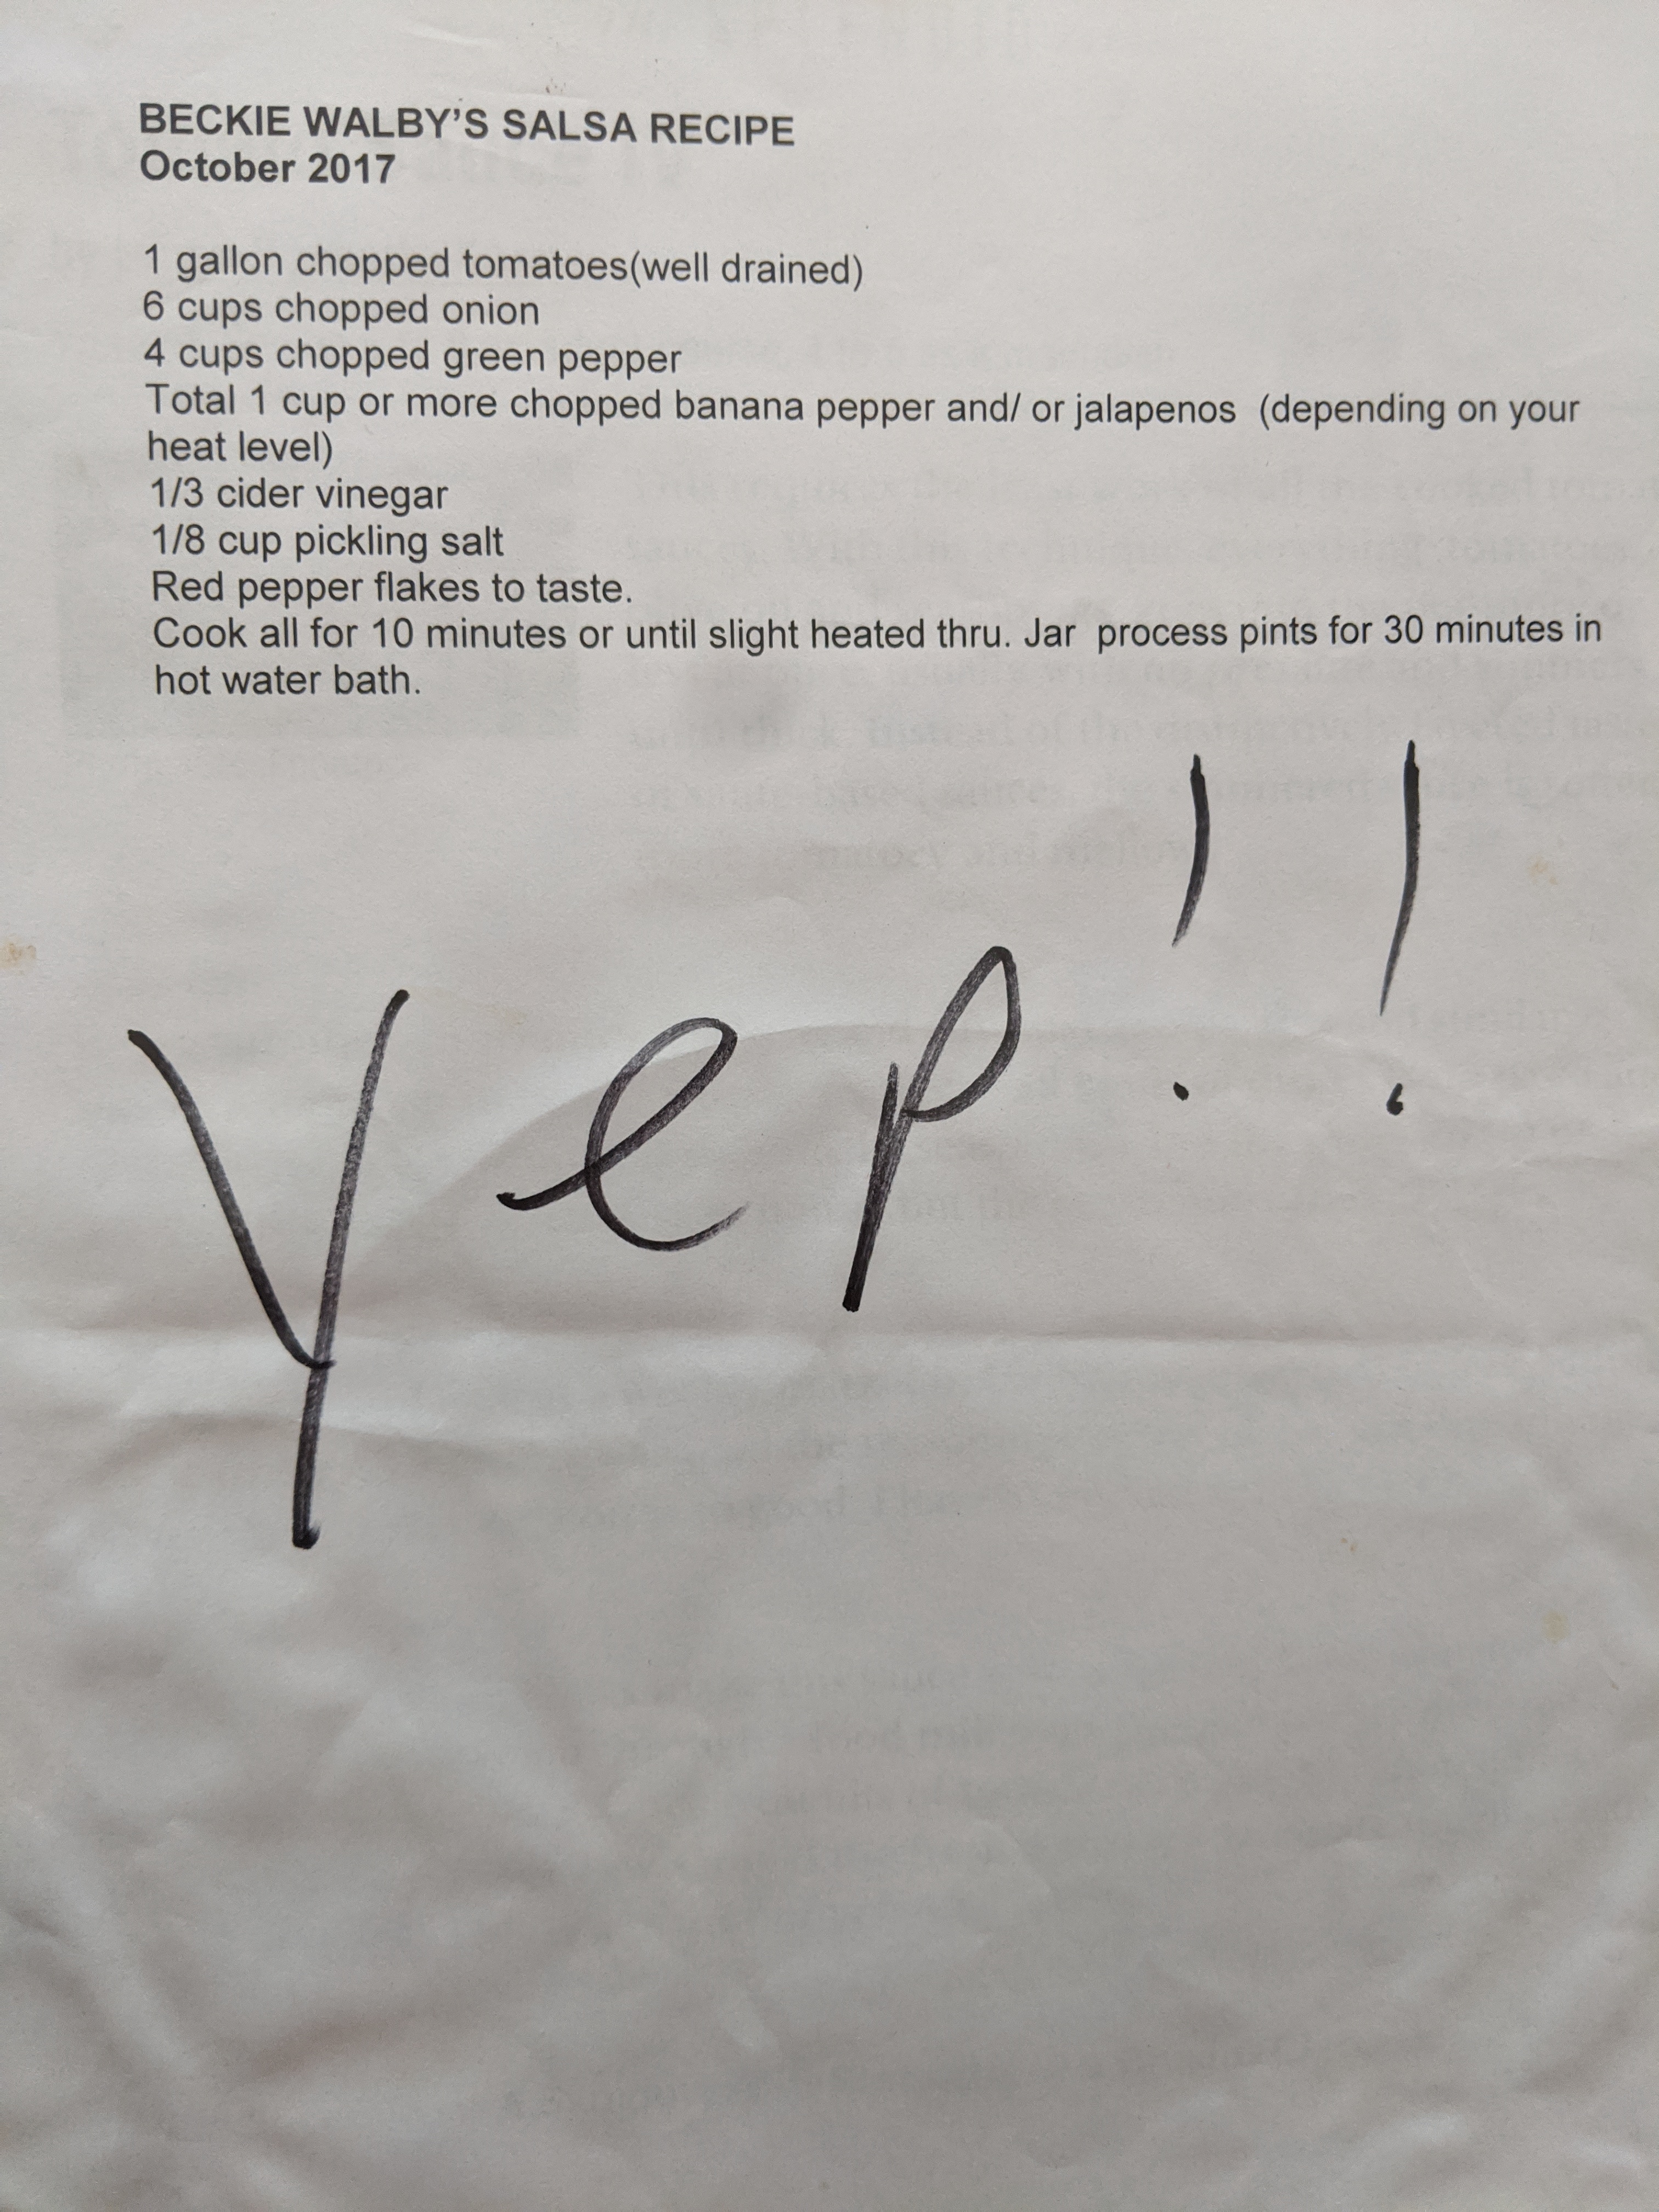 BECKIE WALBY'S SALSA RECIPE
October 2017
1 gallon chopped tomatoes(well drained)
6 cups chopped onion
4 cups chopped green pepper
Total 1 cup or more chopped banana pepper and/ or jalapenos (depending on your
heat level)
1/3 cider vinegar
1/8 cup pickling salt
Red pepper flakes to taste.
Cook all for 10 minutes or until slight heated thru. Jar process pints for 30 minutes in
hot water bath.
Yep!!